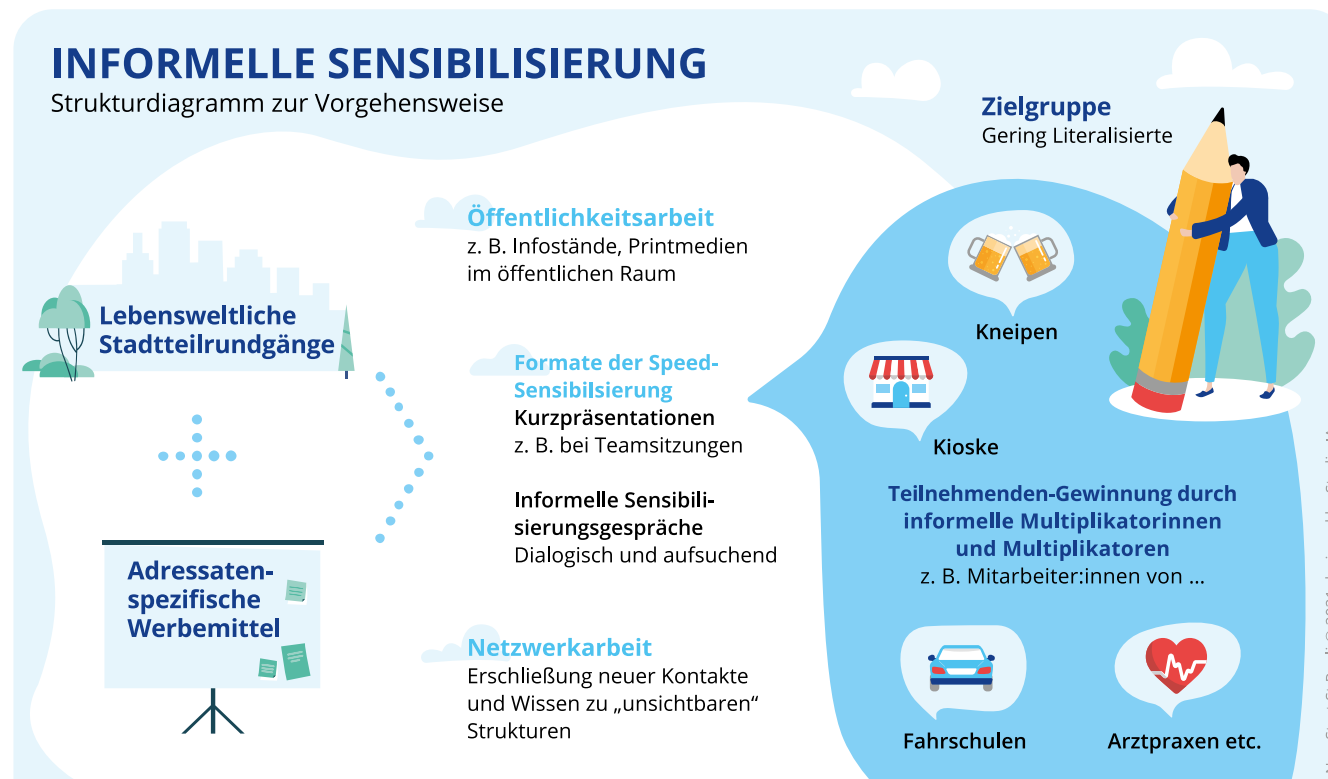 INFORMELLE SENSIBILISIERUNG
Strukturdiagramm zur Vorgehensweise
Zielgruppe
Gering Literalisierte
Lebensweltliche
Stadtteilrundgänge
Adressaten-
spezifische
Werbemittel
Öffentlichkeitsarbeit
z. B. Infostände, Printmedien
im öffentlichen Raum
Formate der Speed-
Sensibilsierung
Kurzpräsentationen
z. B. bei Teamsitzungen
Informelle Sensibili-
sierungsgespräche
Dialogisch und aufsuchend
Netzwerkarbeit
Erschließung neuer Kontakte
und Wissen zu „unsichtbaren“
Strukturen
Kneipen
Kioske
Teilnehmenden-Gewinnung durch
informelle Multiplikatorinnen
und Multiplikatoren
z. B. Mitarbeiter:innen von ...
Fahrschulen
Arztpraxen etc.